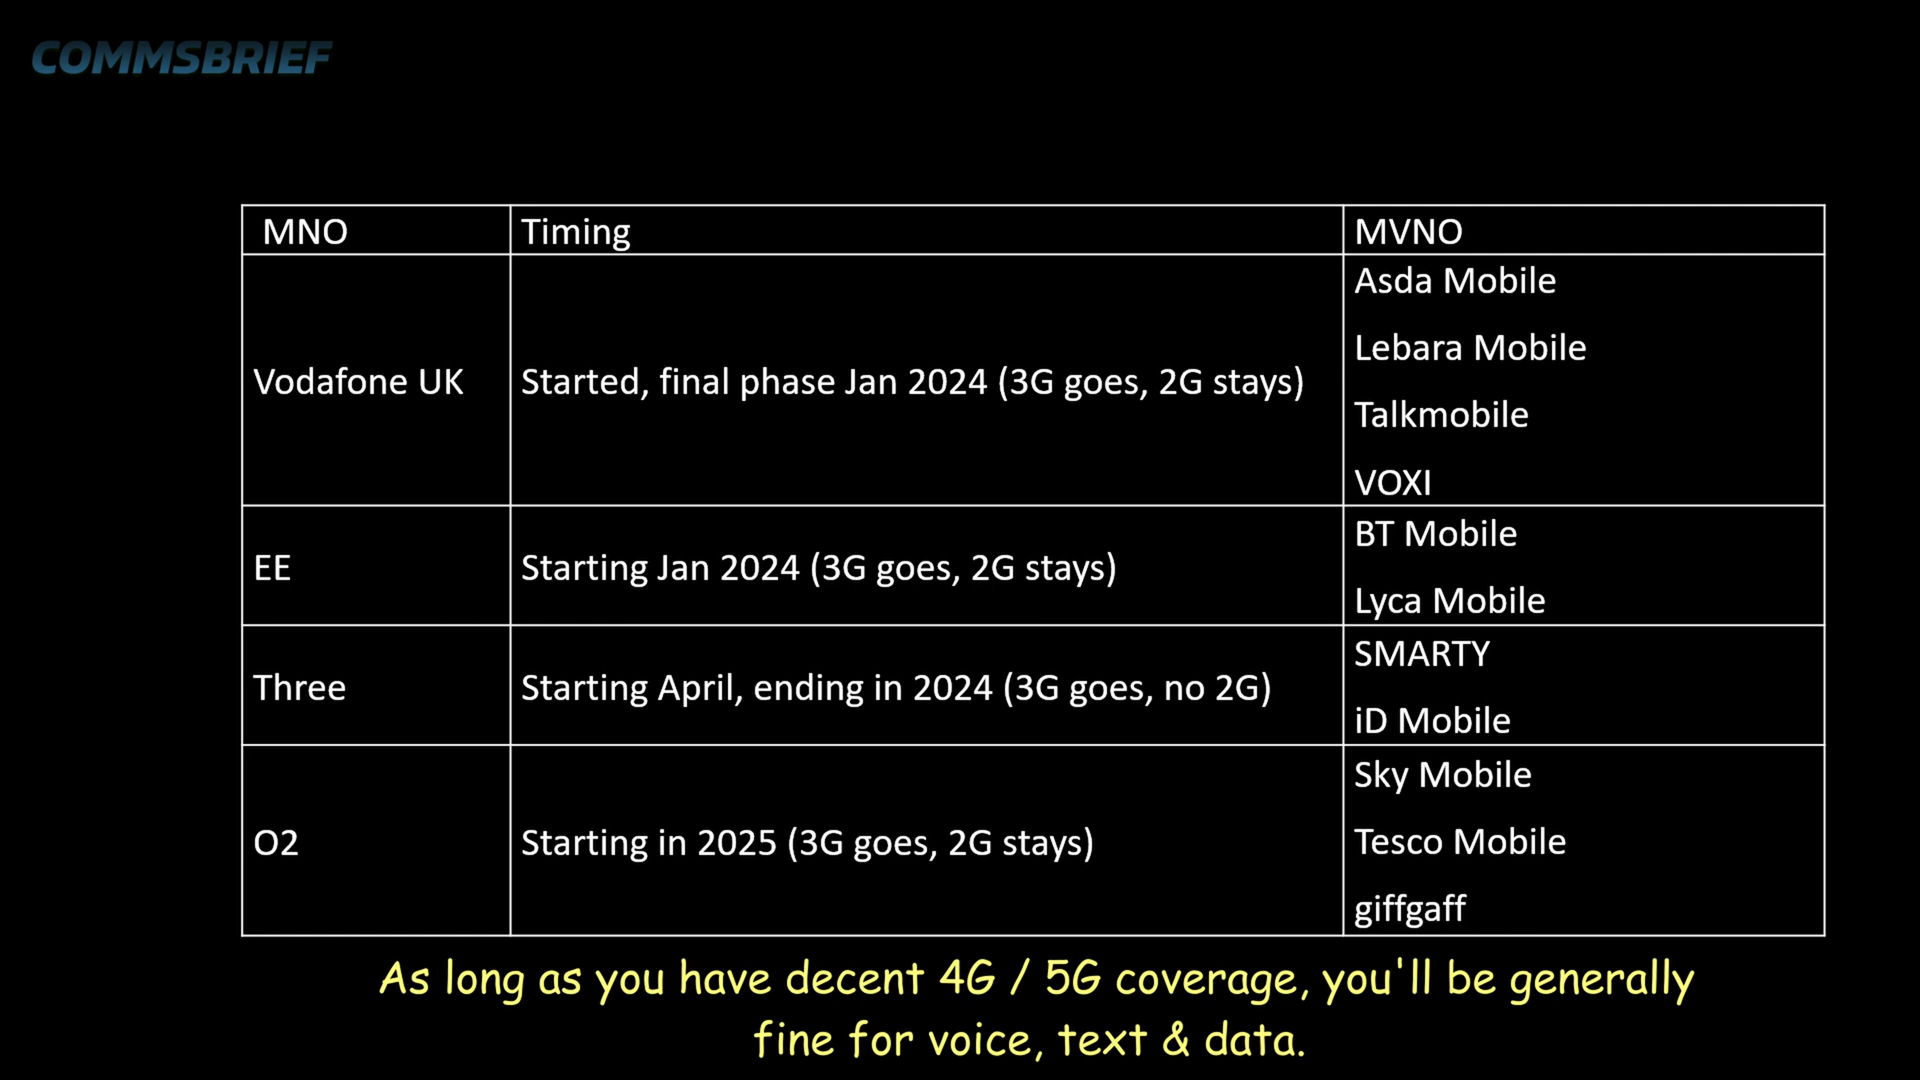 COMMSBRIEF
MNO
Timing
MVNO
Vodafone UK
Started, final phase Jan 2024 (3G goes, 2G stays)
Asda Mobile
Lebara Mobile
Talkmobile
VOXI
EE
Starting Jan 2024 (3G goes, 2G stays)
BT Mobile
Lyca Mobile
Three
Starting April, ending in 2024 (3G goes, no 2G)
SMARTY
iD Mobile
O2
Starting in 2025 (3G goes, 2G stays)
Sky Mobile
Tesco Mobile
giffgaff
As long as you have decent 4G / 5G coverage, you'll be generally
fine for voice, text & data.